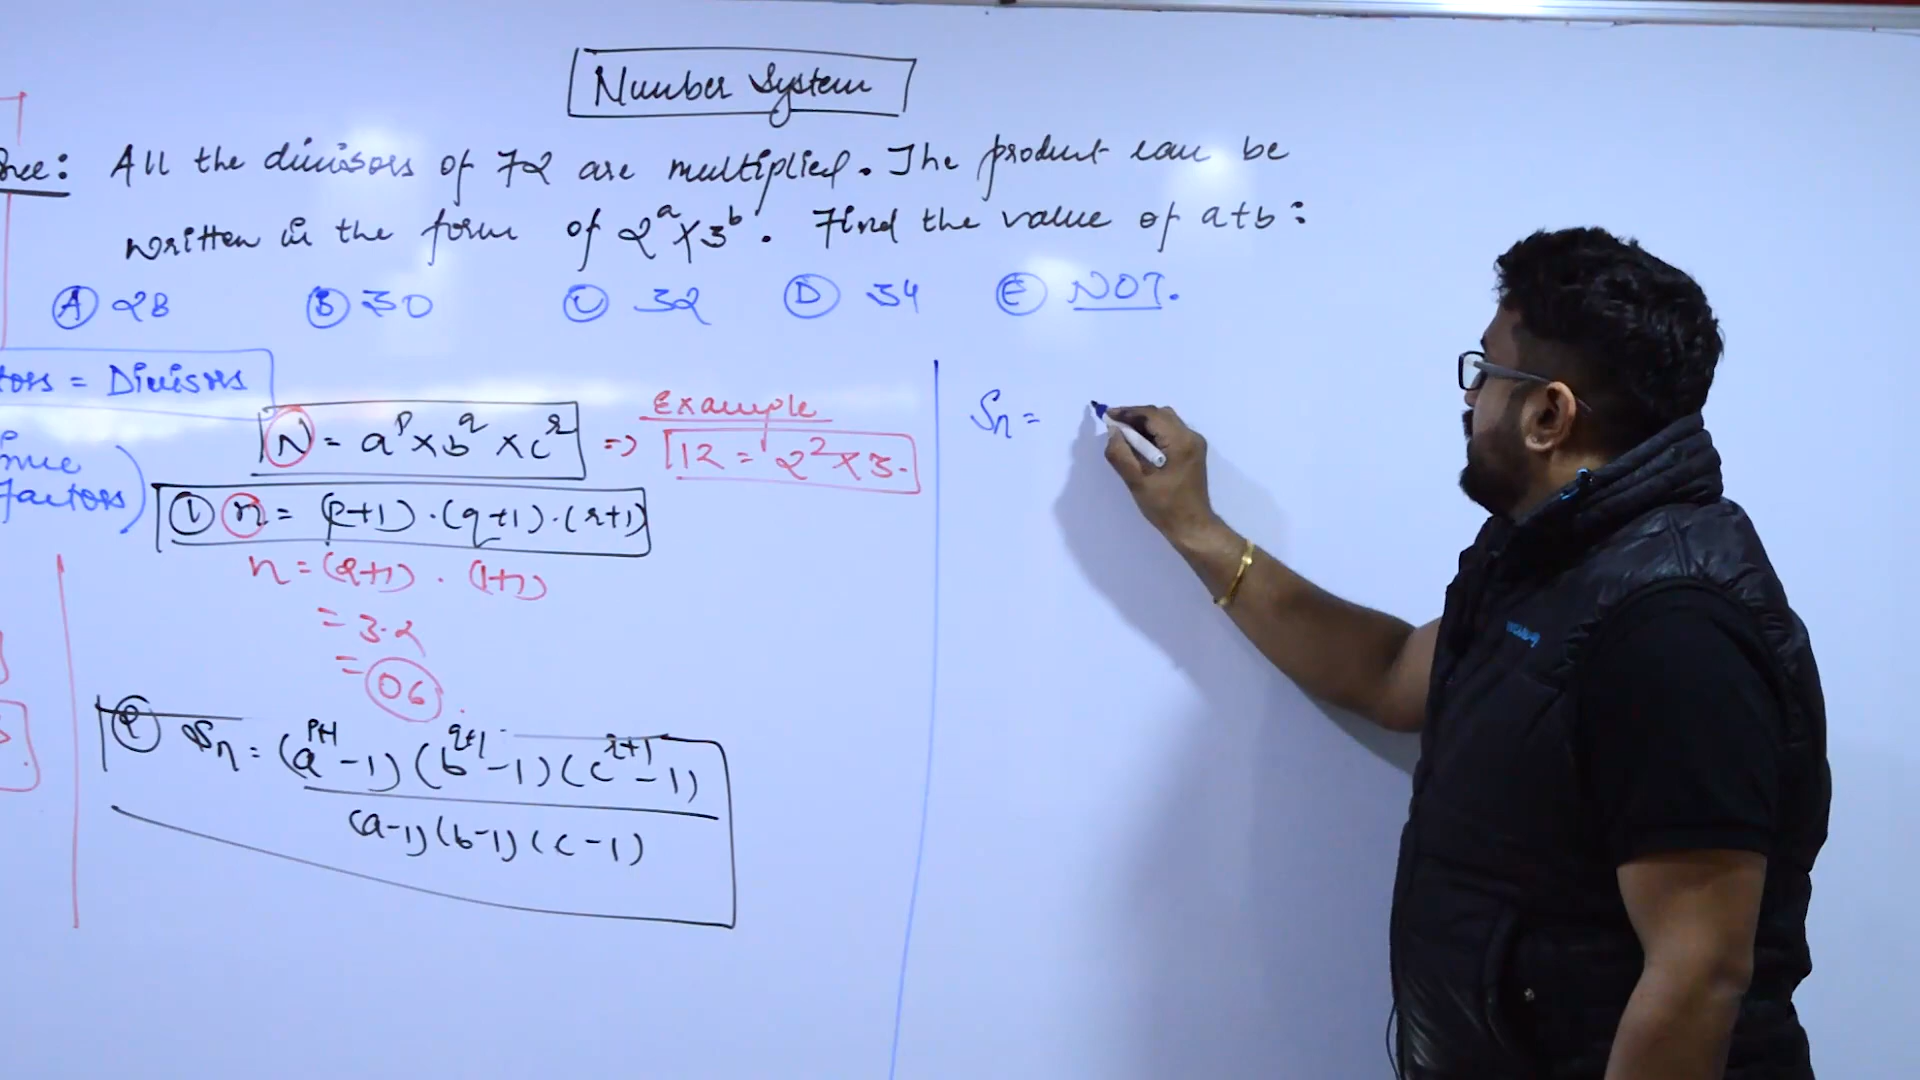 Number System
All the divisors of 72 are multiplied. The product can be
written in the form of 2^a × 3^b. Find the value of a+b:
(A) 28 (B) 30 (C) 32 (D) 34 (E) NOT.
= Divisors
N = a^p × b^q × c^r => Example
12 = 2^2 × 3.
Factors)
(1) n = (p+1) · (q+1) · (r+1)
n = (2+1) · (1+1)
= 3·2
= 06
(2) Sn = (a^(p+1) - 1) (b^(q+1) - 1) (c^(r+1) - 1)
(a-1) (b-1) (c-1)
Sn =